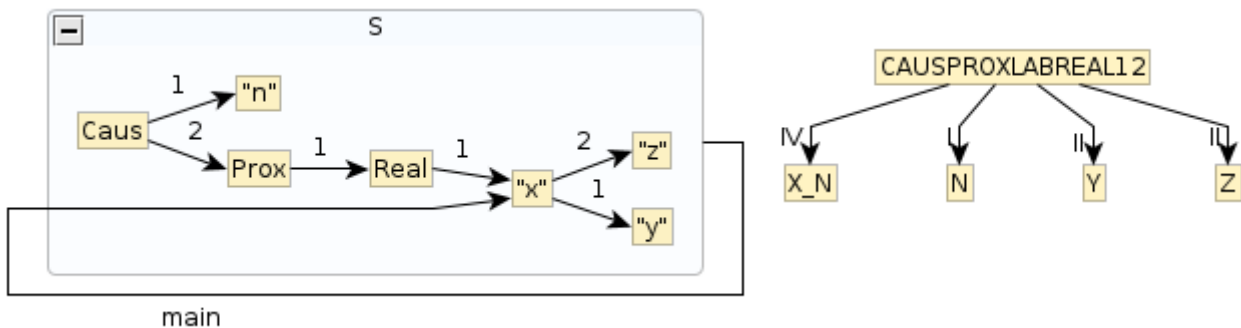 S
CAUSPROXLABREAL12
1
"n"
Caus
2
Prox
1
Real
1
"x"
2
"z"
1
"y"
IV
I
II
II
X_N
N
Y
Z
main